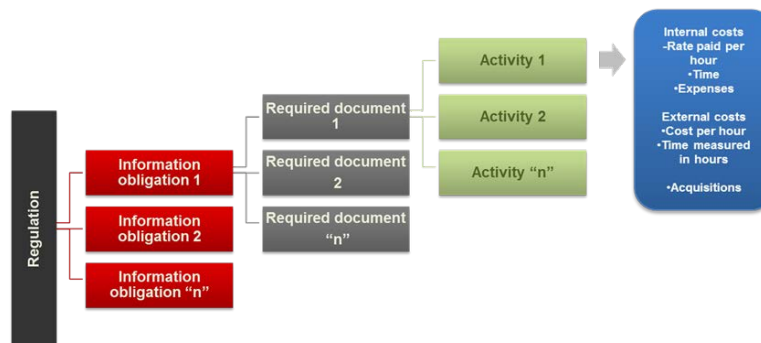 Regulation
Information
obligation 1
Information
obligation 2
Information
obligation “n”
Required document
1
Required document
2
Required document
“n”
Activity 1
Activity 2
Activity “n”
Internal costs
-Rate paid per
hour
•Time
•Expenses
External costs
•Cost per hour
•Time measured
in hours
•Acquisitions